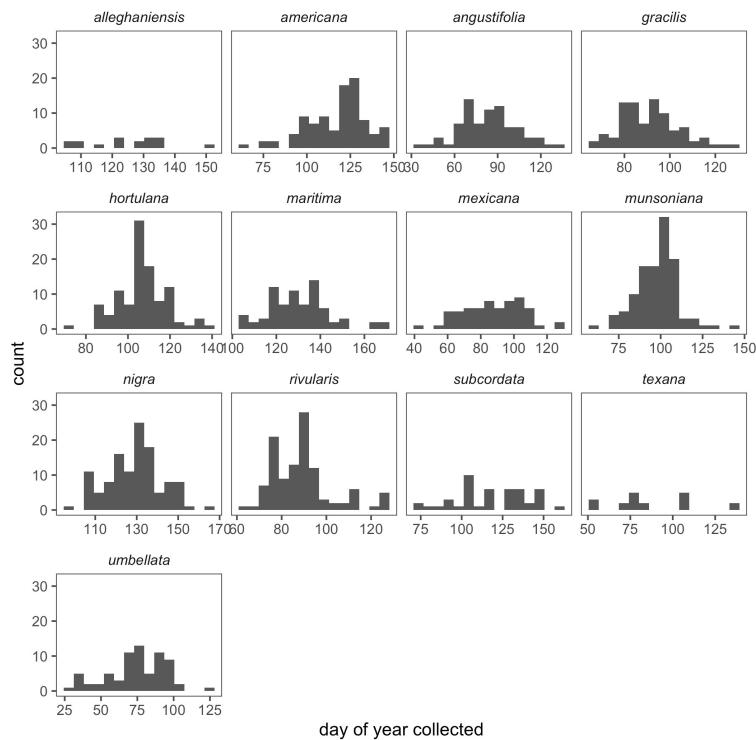 alleghaniensis americana angustifolia gracilis
30
20
10
0
110 120 130 140 150 75 100 125 150 30 60 90 120 80 100 120
hortulana maritima mexicana munsoniana
30
20
10
0
80 100 120 140 100 120 140 160 40 60 80 100 120 75 100 125 150
count
nigra rivularis subcordata texana
30
20
10
0
110 130 150 170 60 80 100 120 75 100 125 150 50 75 100 125
umbellata
30
20
10
0
25 50 75 100 125
day of year collected